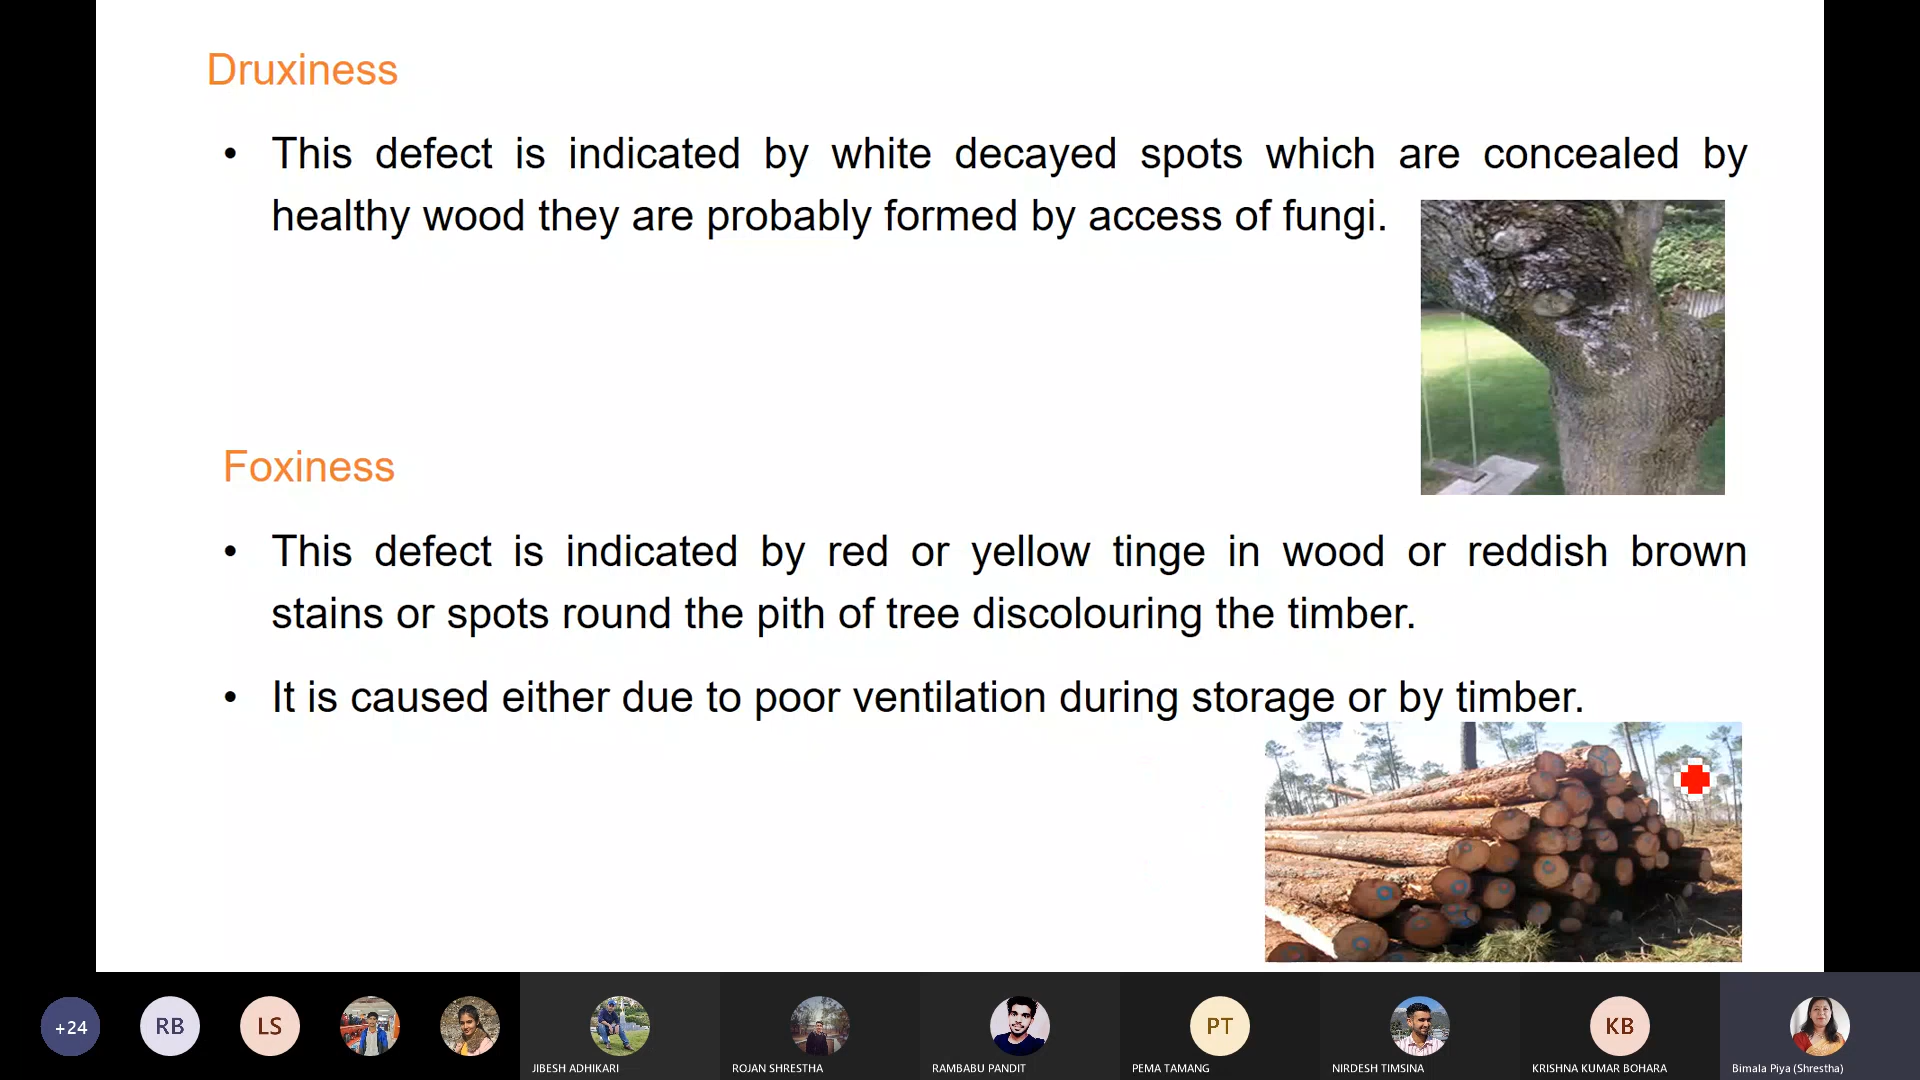 Druxiness
• This defect is indicated by white decayed spots which are concealed by
healthy wood they are probably formed by access of fungi.
Foxiness
• This defect is indicated by red or yellow tinge in wood or reddish brown
stains or spots round the pith of tree discolouring the timber.
• It is caused either due to poor ventilation during storage or by timber.
+24
RB
LS
JIBESH ADHIKARI
ROJAN SHRESTHA
RAMBABU PANDIT
PT
PEMA TAMANG
NIRDESH TIMSINA
KB
KRISHNA KUMAR BOHARA
Bimala Piya (Shrestha)